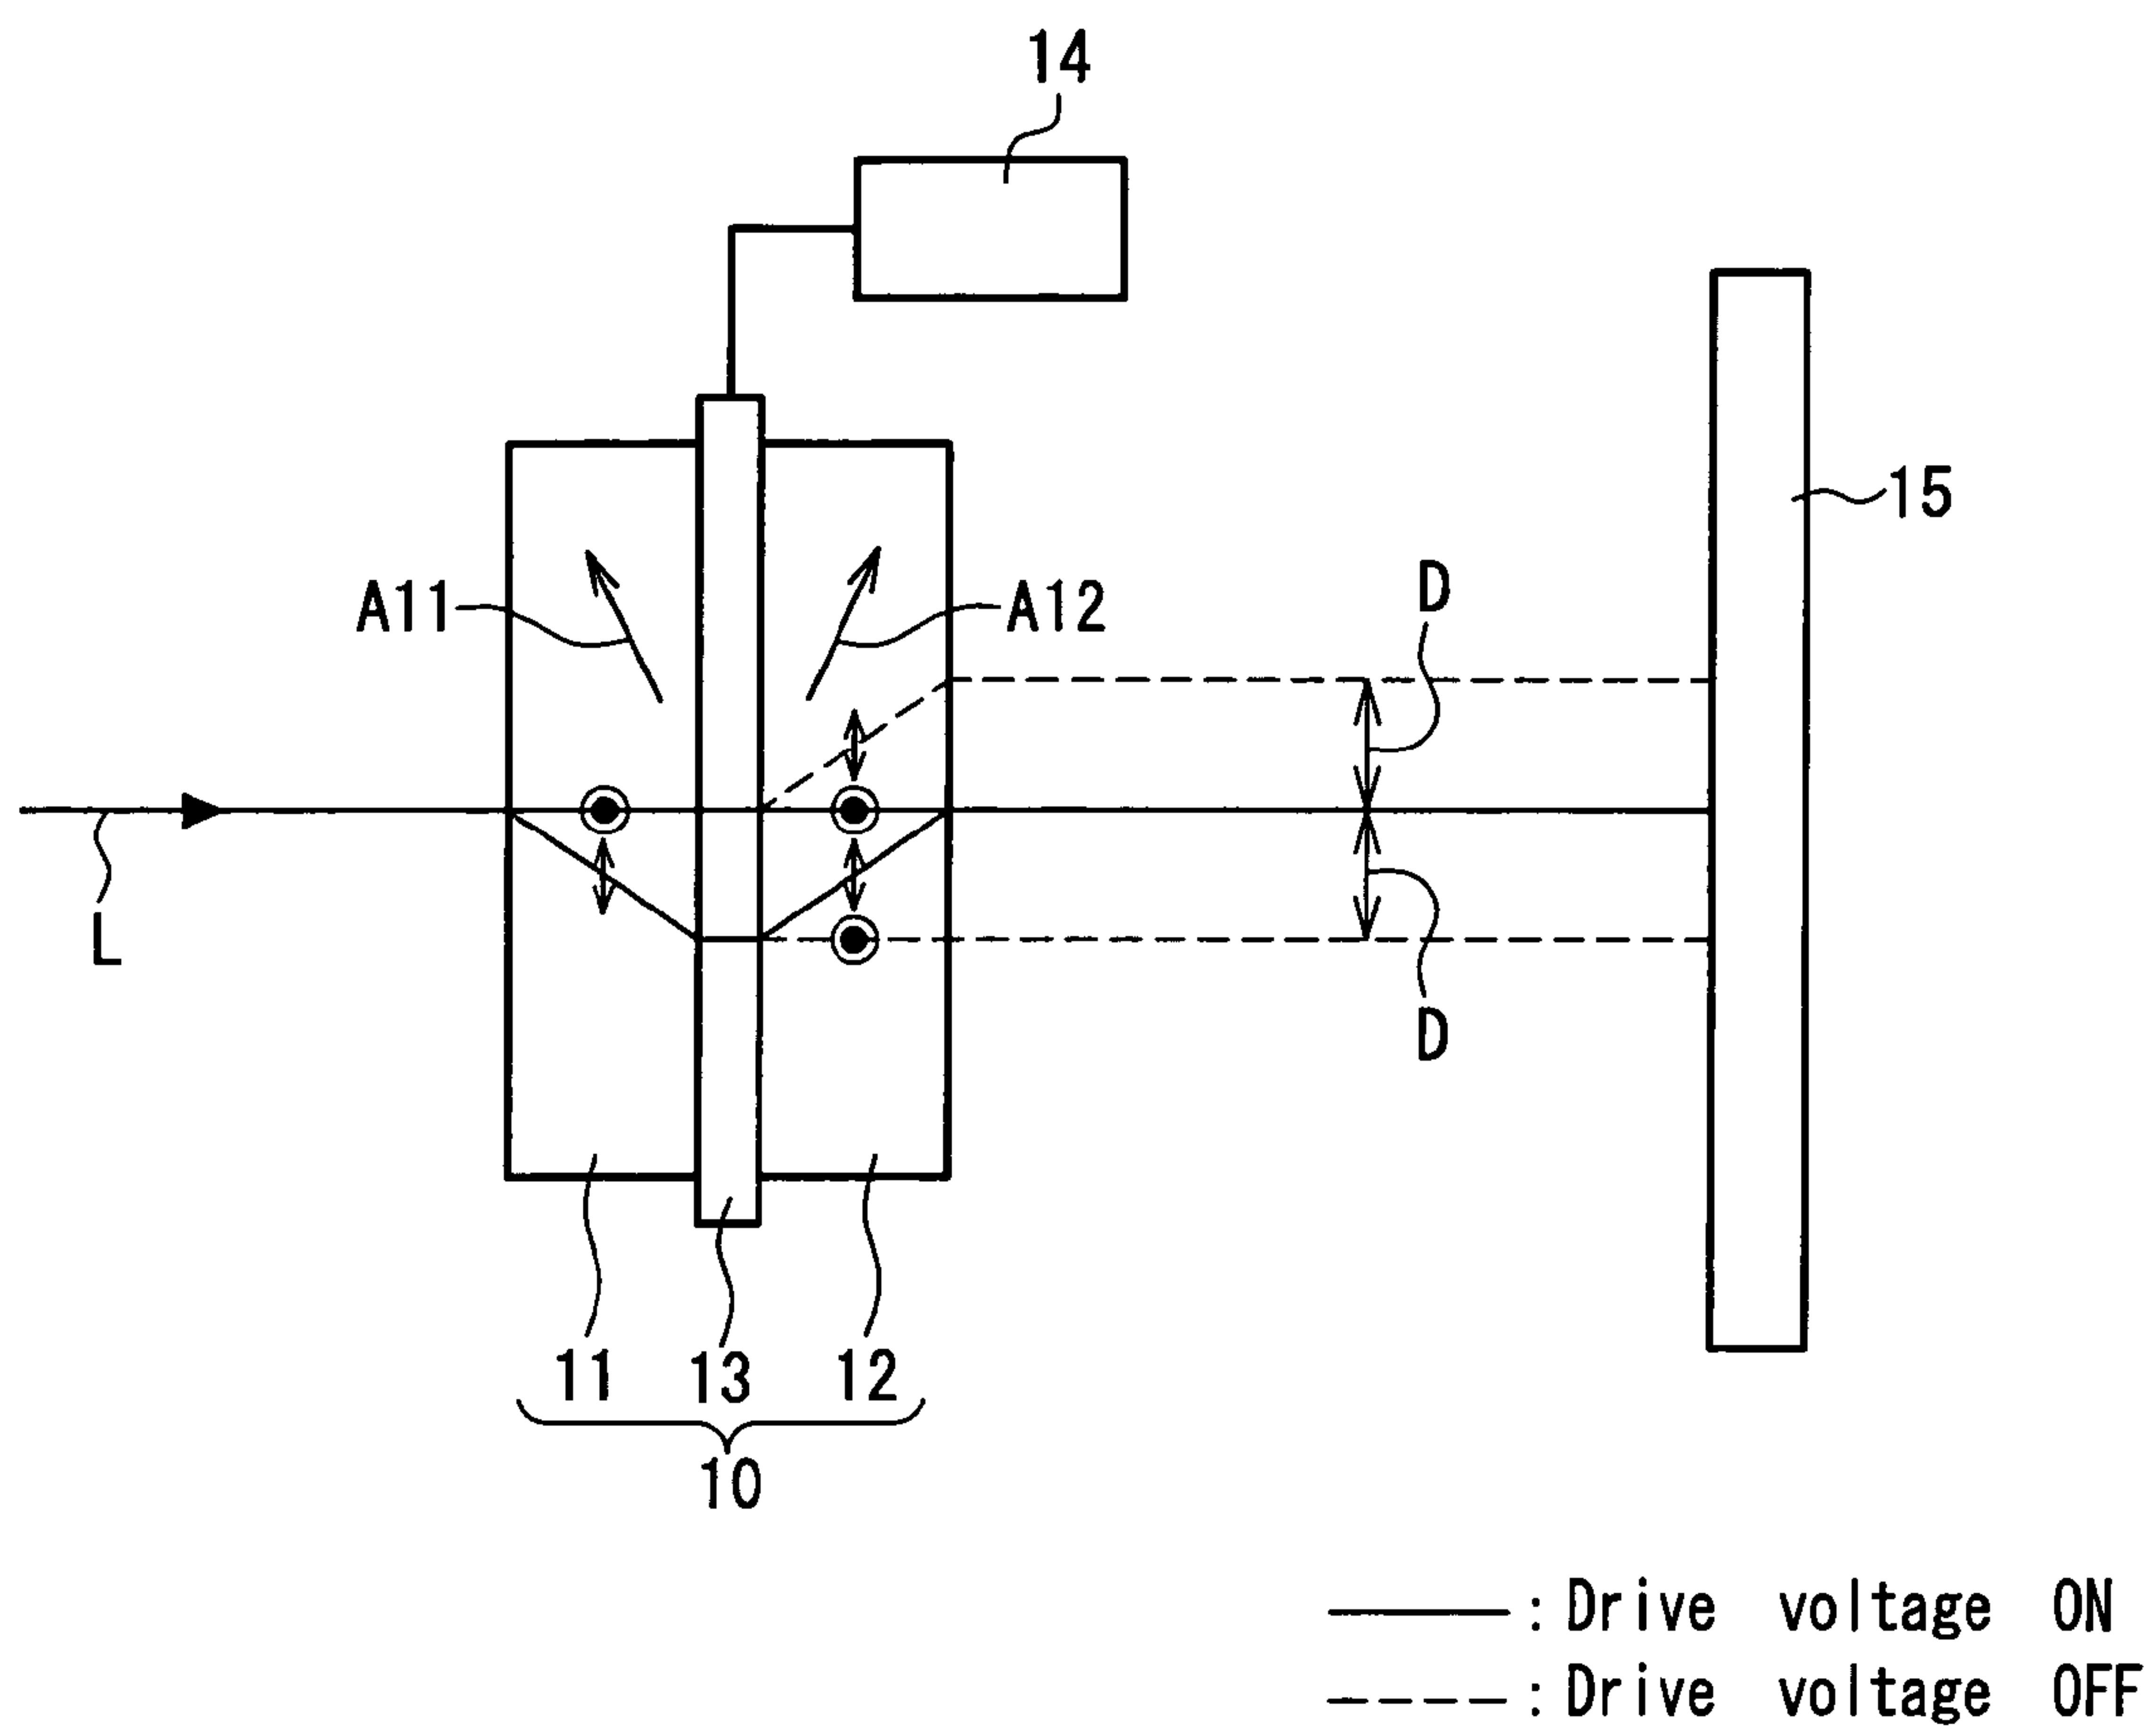 14
15
D
A11
A12
L
D
11
13
12
10
: Drive voltage ON
: Drive voltage OFF